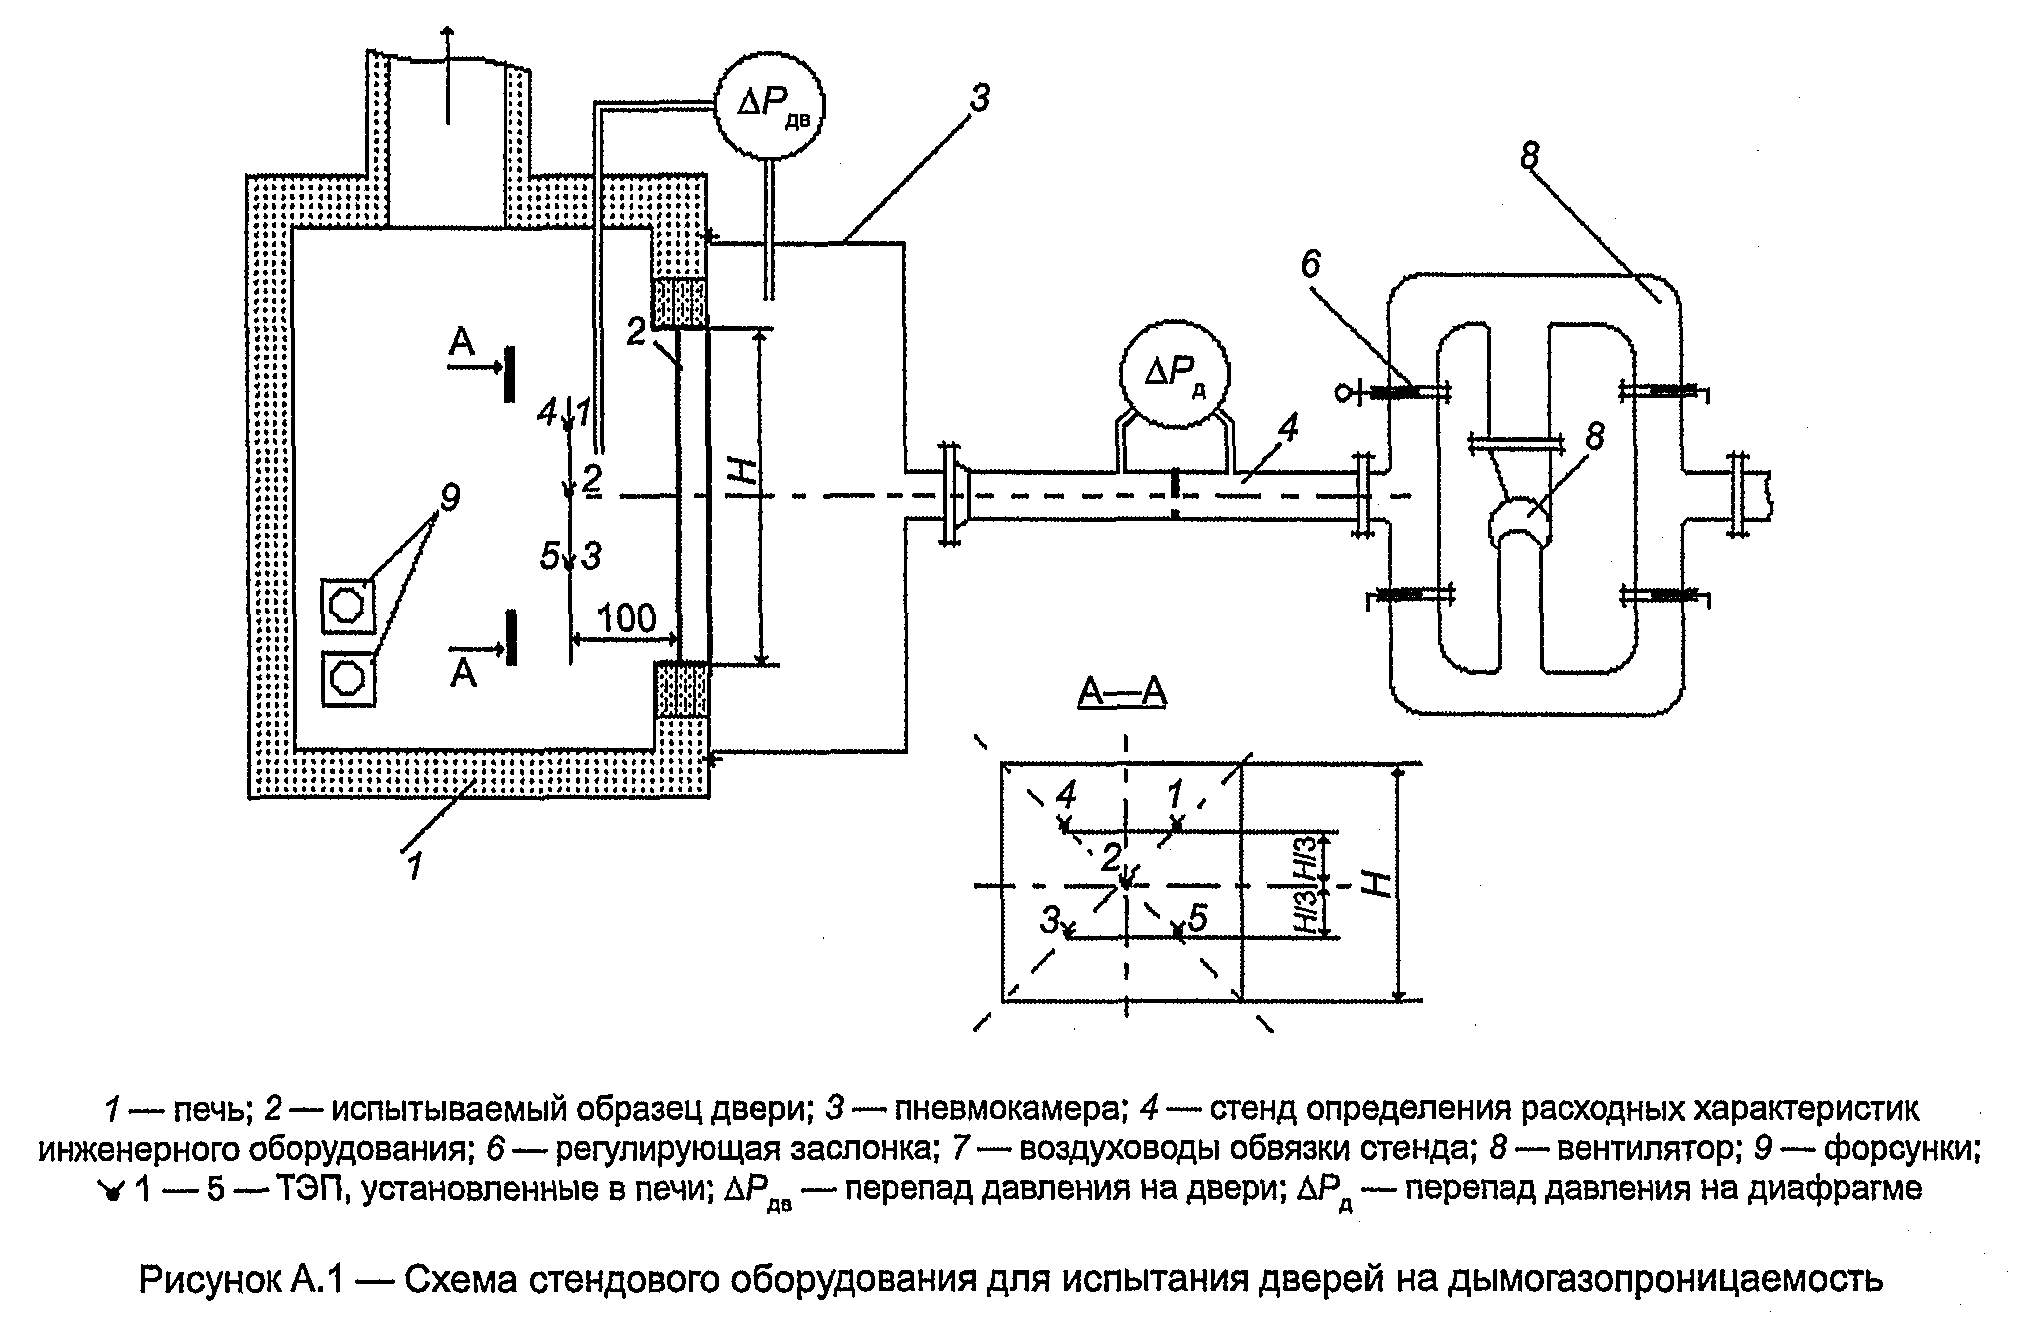 ΔPдв
3
8
6
A
2
4 1
ΔPд
H
4
8
2
9
5 3
100
A
A—A
4 1
2
H/3
H
H/3
3 5
1
1 — печь; 2 — испытываемый образец двери; 3 — пневмокамера; 4 — стенд определения расходных характеристик
инженерного оборудования; 6 — регулирующая заслонка; 7 — воздуховоды обвязки стенда; 8 — вентилятор; 9 — форсунки;
1 — 5 — ТЭП, установленные в печи; ΔPдв — перепад давления на двери; ΔPд — перепад давления на диафрагме
Рисунок А.1 — Схема стендового оборудования для испытания дверей на дымогазопроницаемость